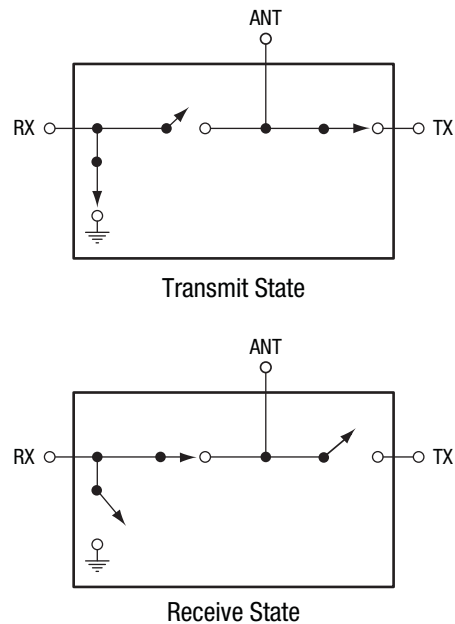 ANT
RX
TX
Transmit State
ANT
RX
TX
Receive State